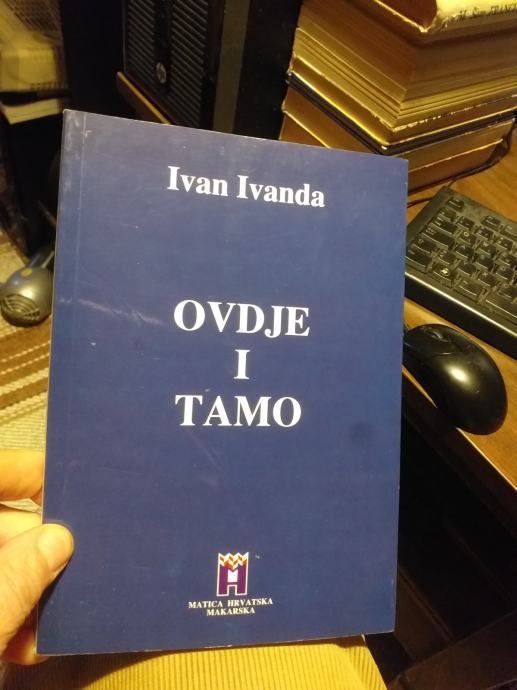 Ivan Ivanda
OVDJE
I
TAMO
MATICA HRVATSKA
MAKARSKA